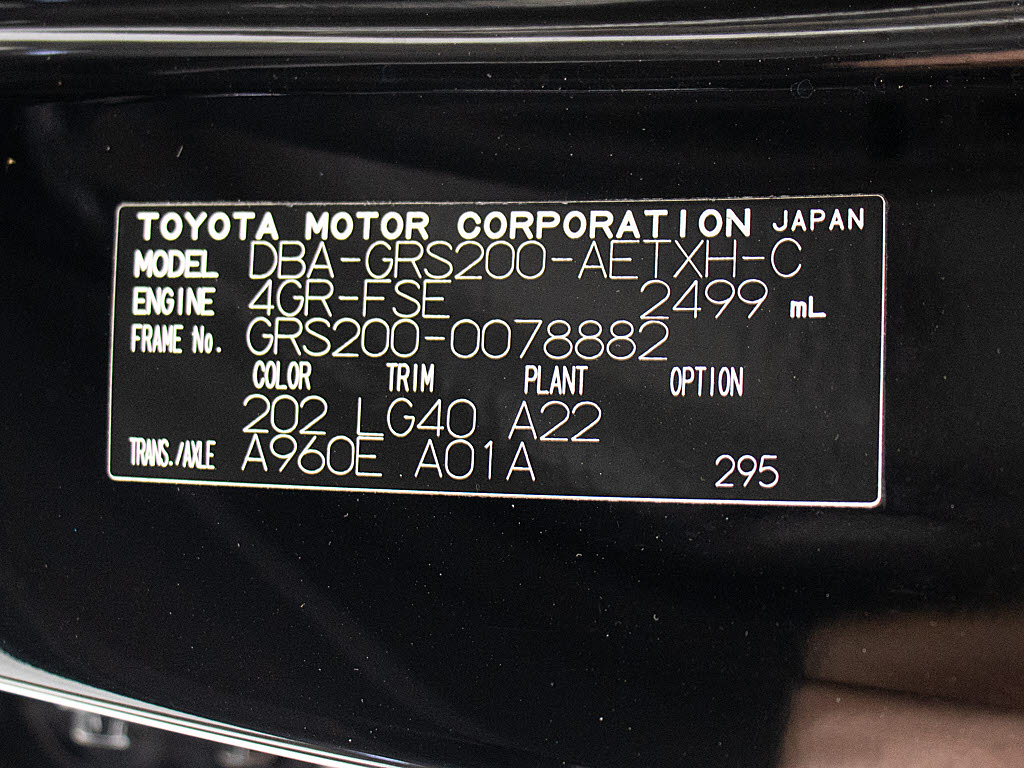 TOYOTA MOTOR CORPORATION JAPAN
MODEL DBA-GRS200-AETXH-C
ENGINE 4GR-FSE 2499 mL
FRAME No. GRS200-0078882
COLOR TRIM PLANT OPTION
202 LG40 A22
TRANS./AXLE A960E A01A 295